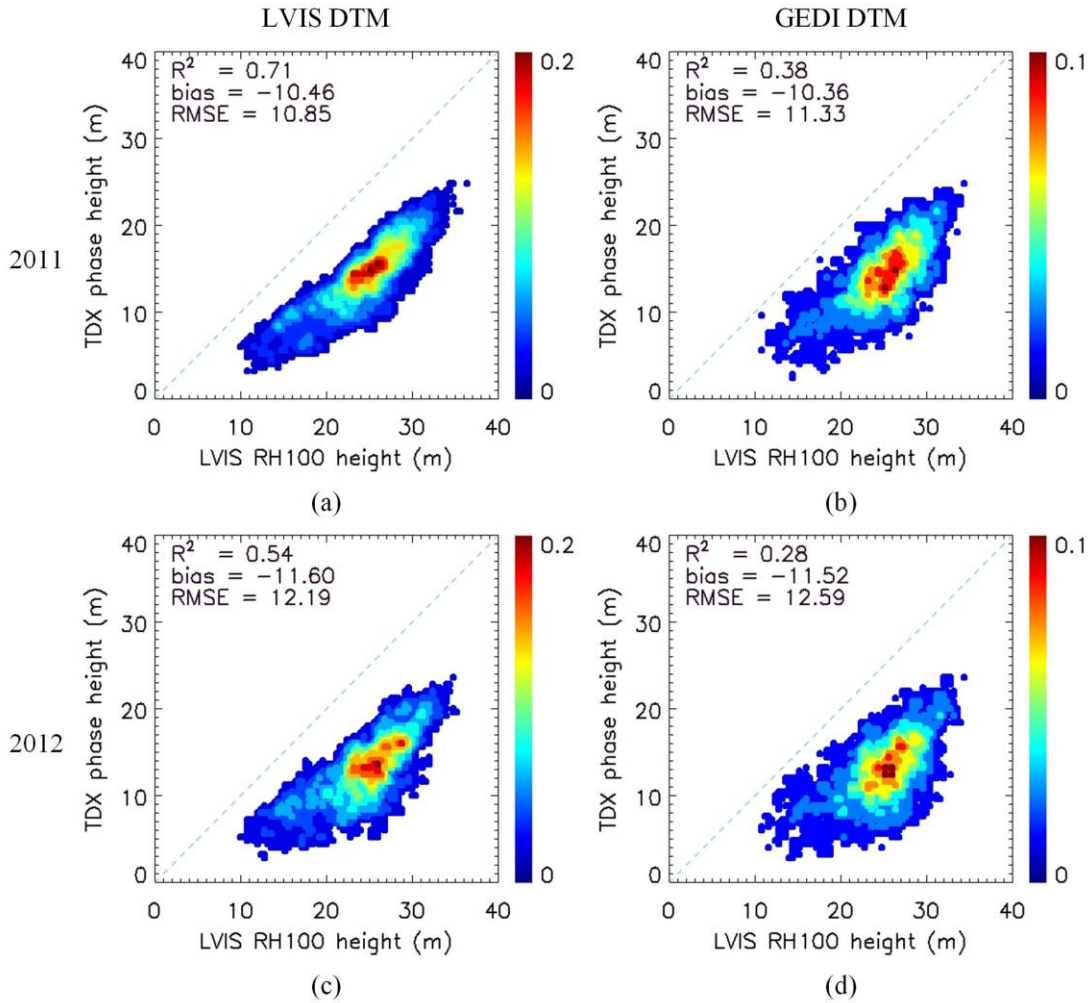 LVIS DTM
GEDI DTM
2011
R² = 0.71
bias = −10.46
RMSE = 10.85
TDX phase height (m)
40
30
20
10
0
0 10 20 30 40
LVIS RH100 height (m)
0.2
0
(a)
R² = 0.38
bias = −10.36
RMSE = 11.33
TDX phase height (m)
40
30
20
10
0
0 10 20 30 40
LVIS RH100 height (m)
0.1
0
(b)
2012
R² = 0.54
bias = −11.60
RMSE = 12.19
TDX phase height (m)
40
30
20
10
0
0 10 20 30 40
LVIS RH100 height (m)
0.2
0
(c)
R² = 0.28
bias = −11.52
RMSE = 12.59
TDX phase height (m)
40
30
20
10
0
0 10 20 30 40
LVIS RH100 height (m)
0.1
0
(d)